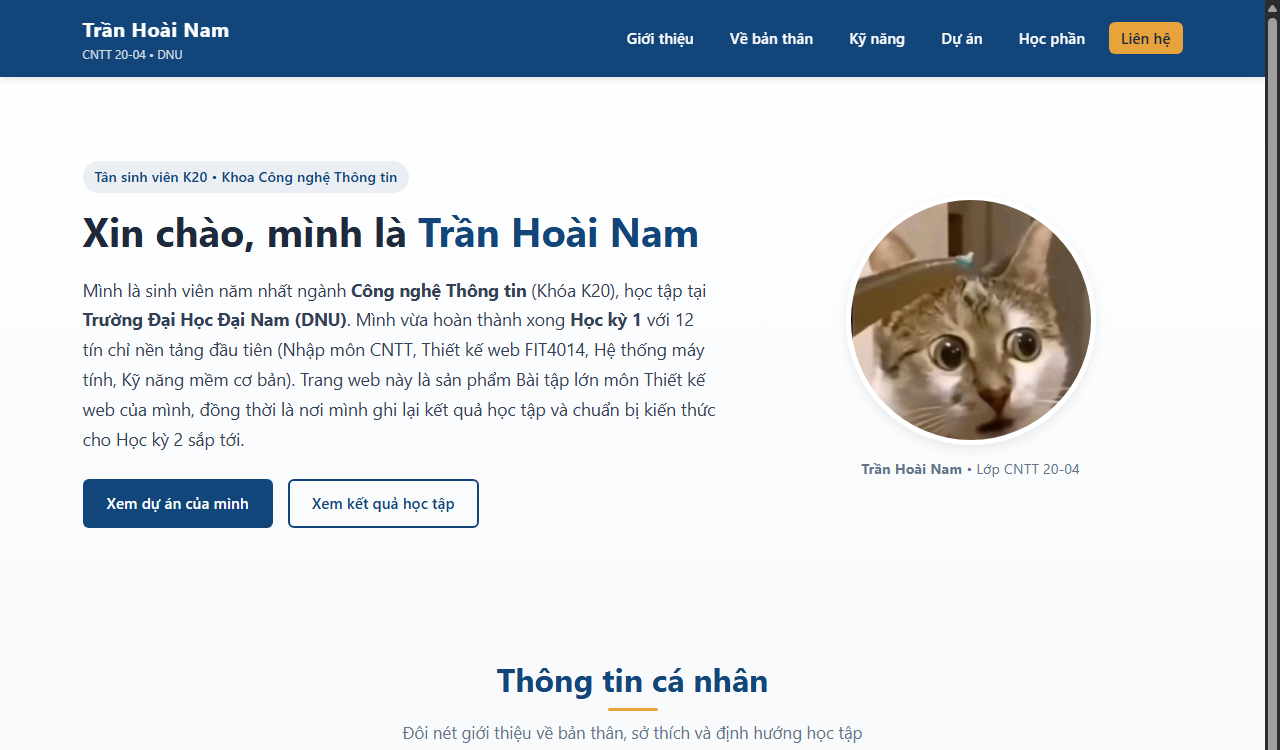 Trần Hoài Nam
CNTT 20-04 • DNU
Giới thiệu
Về bản thân
Kỹ năng
Dự án
Học phần
Liên hệ
Tân sinh viên K20 • Khoa Công nghệ Thông tin
Xin chào, mình là Trần Hoài Nam
Mình là sinh viên năm nhất ngành Công nghệ Thông tin (Khóa K20), học tập tại
Trường Đại Học Đại Nam (DNU). Mình vừa hoàn thành xong Học kỳ 1 với 12
tín chỉ nền tảng đầu tiên (Nhập môn CNTT, Thiết kế web FIT4014, Hệ thống máy
tính, Kỹ năng mềm cơ bản). Trang web này là sản phẩm Bài tập lớn môn Thiết kế
web của mình, đồng thời là nơi mình ghi lại kết quả học tập và chuẩn bị kiến thức
cho Học kỳ 2 sắp tới.
Xem dự án của mình
Xem kết quả học tập
Trần Hoài Nam • Lớp CNTT 20-04
Thông tin cá nhân
Đôi nét giới thiệu về bản thân, sở thích và định hướng học tập